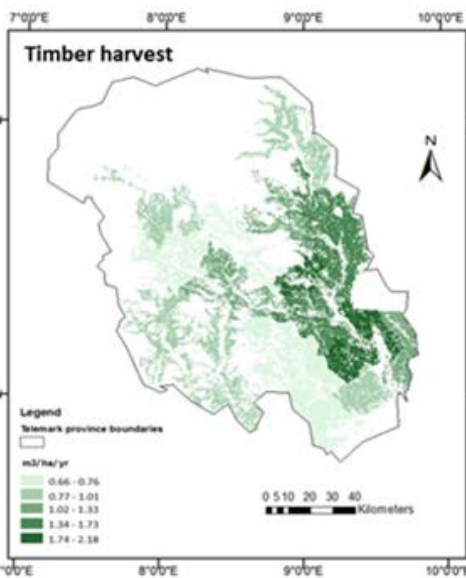 7°0'0"E 8°0'0"E 9°0'0"E 10°0'0"E
Timber harvest
N
Legend
Telemark province boundaries
m3/ha/yr
0.66 - 0.76
0.77 - 1.01
1.02 - 1.33
1.34 - 1.73
1.74 - 2.18
0 5 10 20 30 40
Kilometers
7°0'0"E 8°0'0"E 9°0'0"E 10°0'0"E